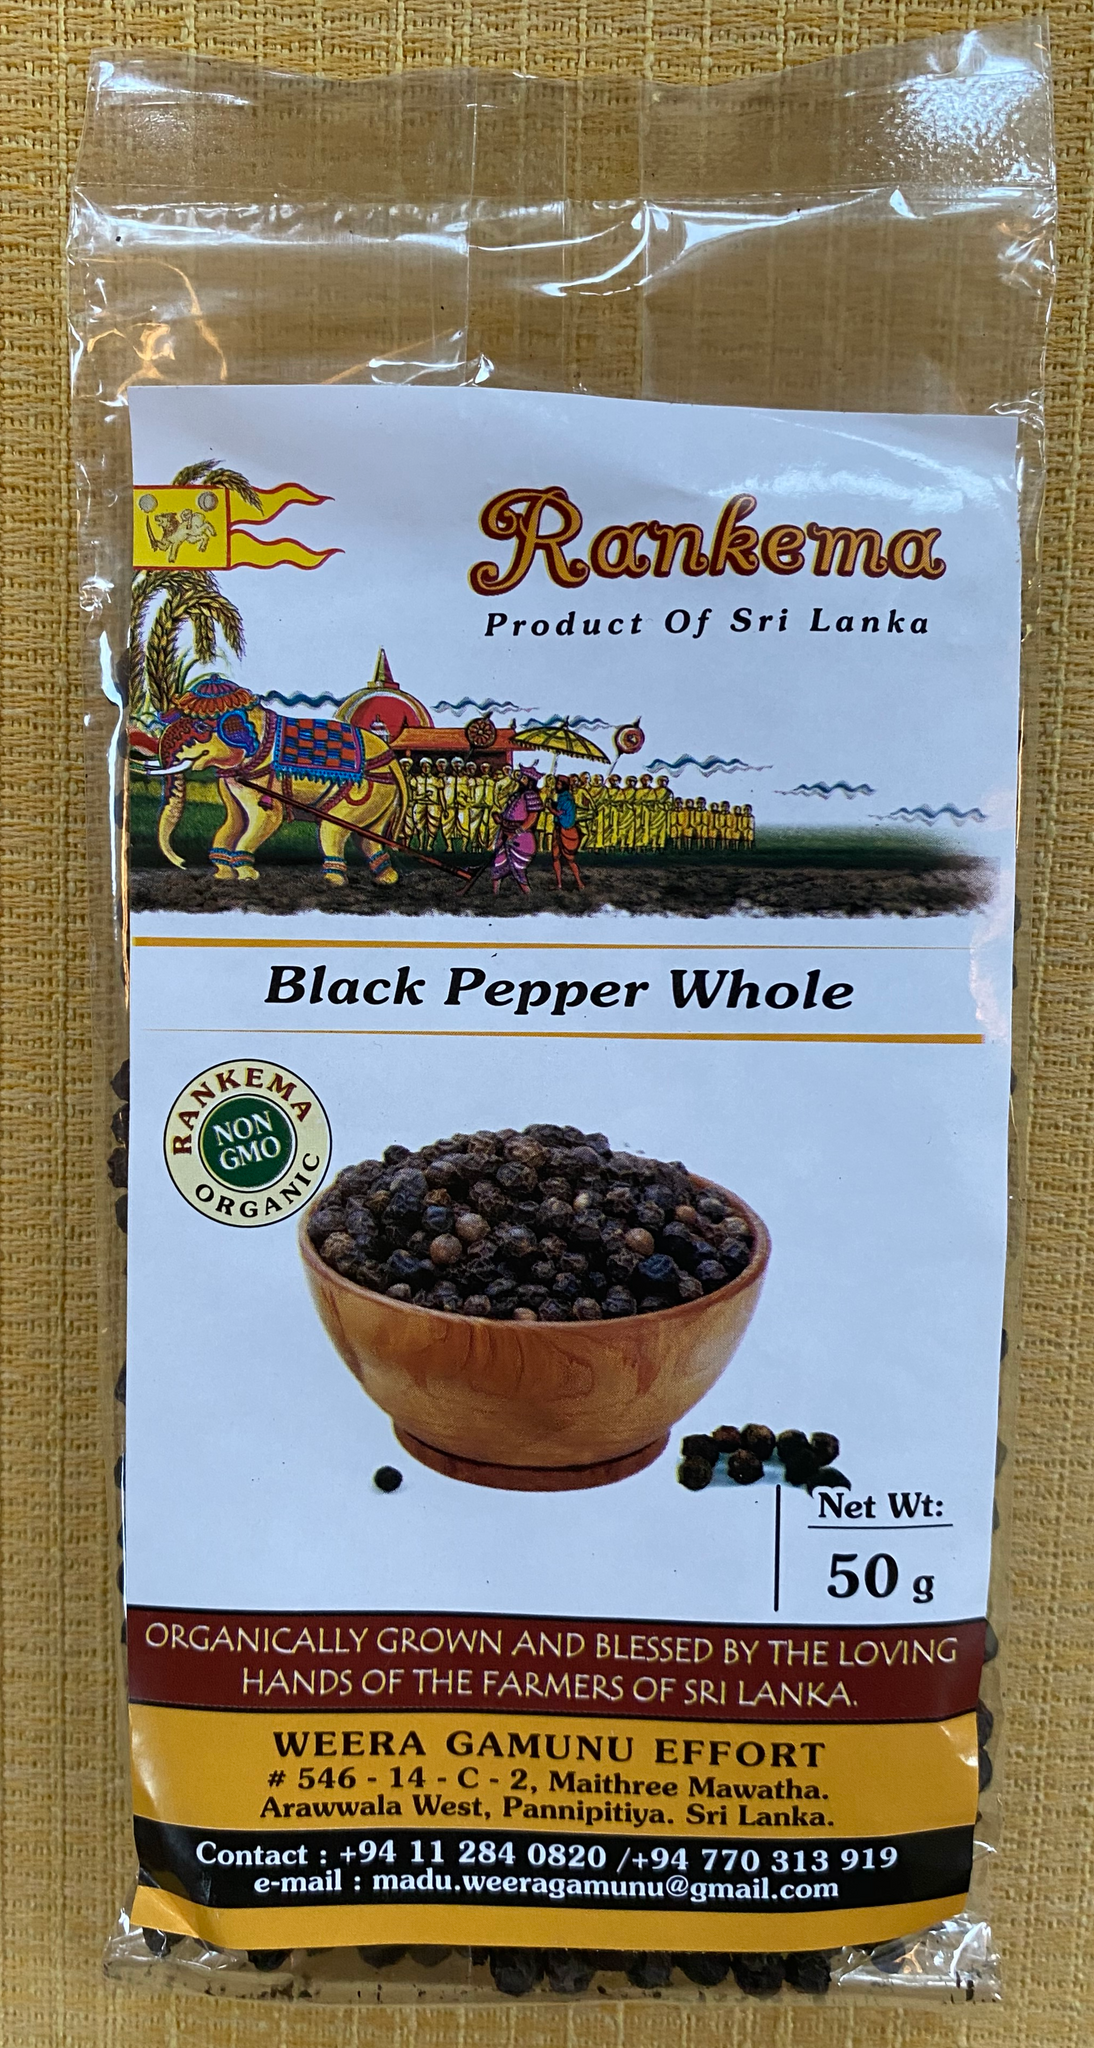 Rankema
Product Of Sri Lanka
Black Pepper Whole
RANKEMA
NON
GMO
ORGANIC
Net Wt:
50 g
ORGANICALLY GROWN AND BLESSED BY THE LOVING
HANDS OF THE FARMERS OF SRI LANKA.
WEERA GAMUNU EFFORT
# 546 - 14 - C - 2, Maithree Mawatha.
Arawwala West, Pannipitiya. Sri Lanka.
Contact : +94 11 284 0820 /+94 770 313 919
e-mail : madu.weeragamunu@gmail.com